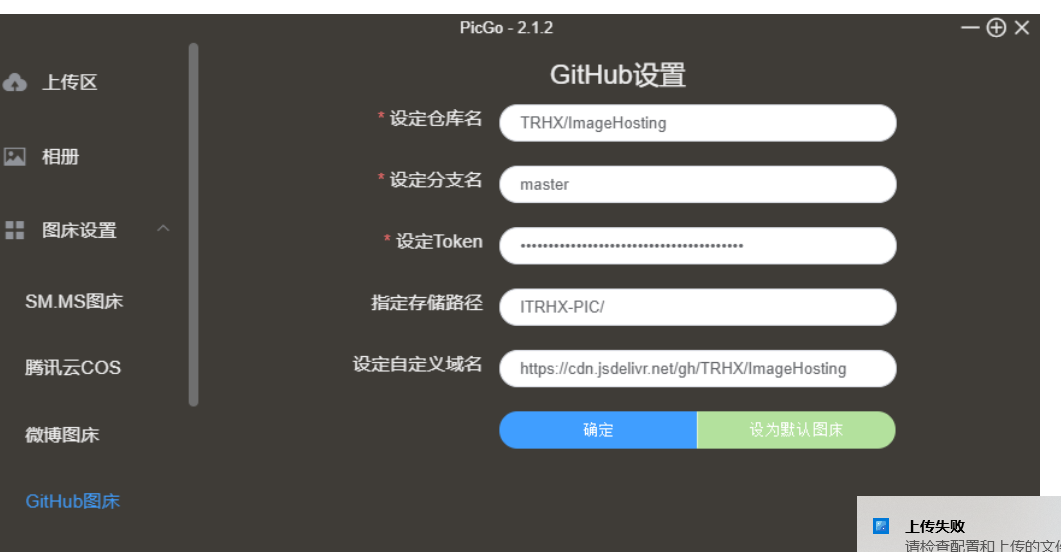 PicGo - 2.1.2
上传区
相册
图床设置
SM.MS图床
腾讯云COS
微博图床
GitHub图床
GitHub设置
* 设定仓库名
TRHX/ImageHosting
* 设定分支名
master
* 设定Token
指定存储路径
ITRHX-PIC/
设定自定义域名
https://cdn.jsdelivr.net/gh/TRHX/ImageHosting
确定
设为默认图床
上传失败
请检查配置和上传的文件